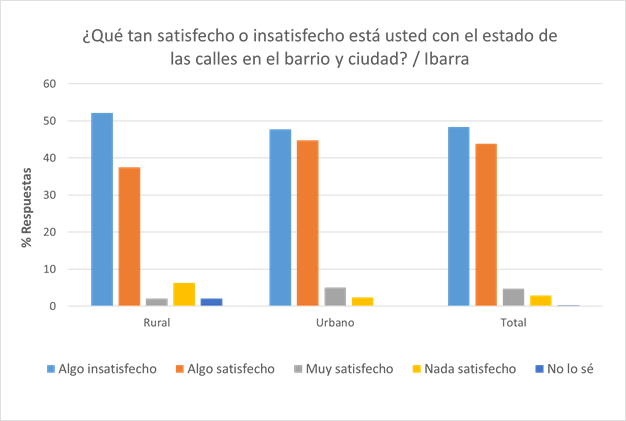 ¿Qué tan satisfecho o insatisfecho está usted con el estado de
las calles en el barrio y ciudad? / Ibarra
60
50
40
30
20
10
0
% Respuestas
Rural Urbano Total
Algo insatisfecho Algo satisfecho Muy satisfecho Nada satisfecho No lo sé